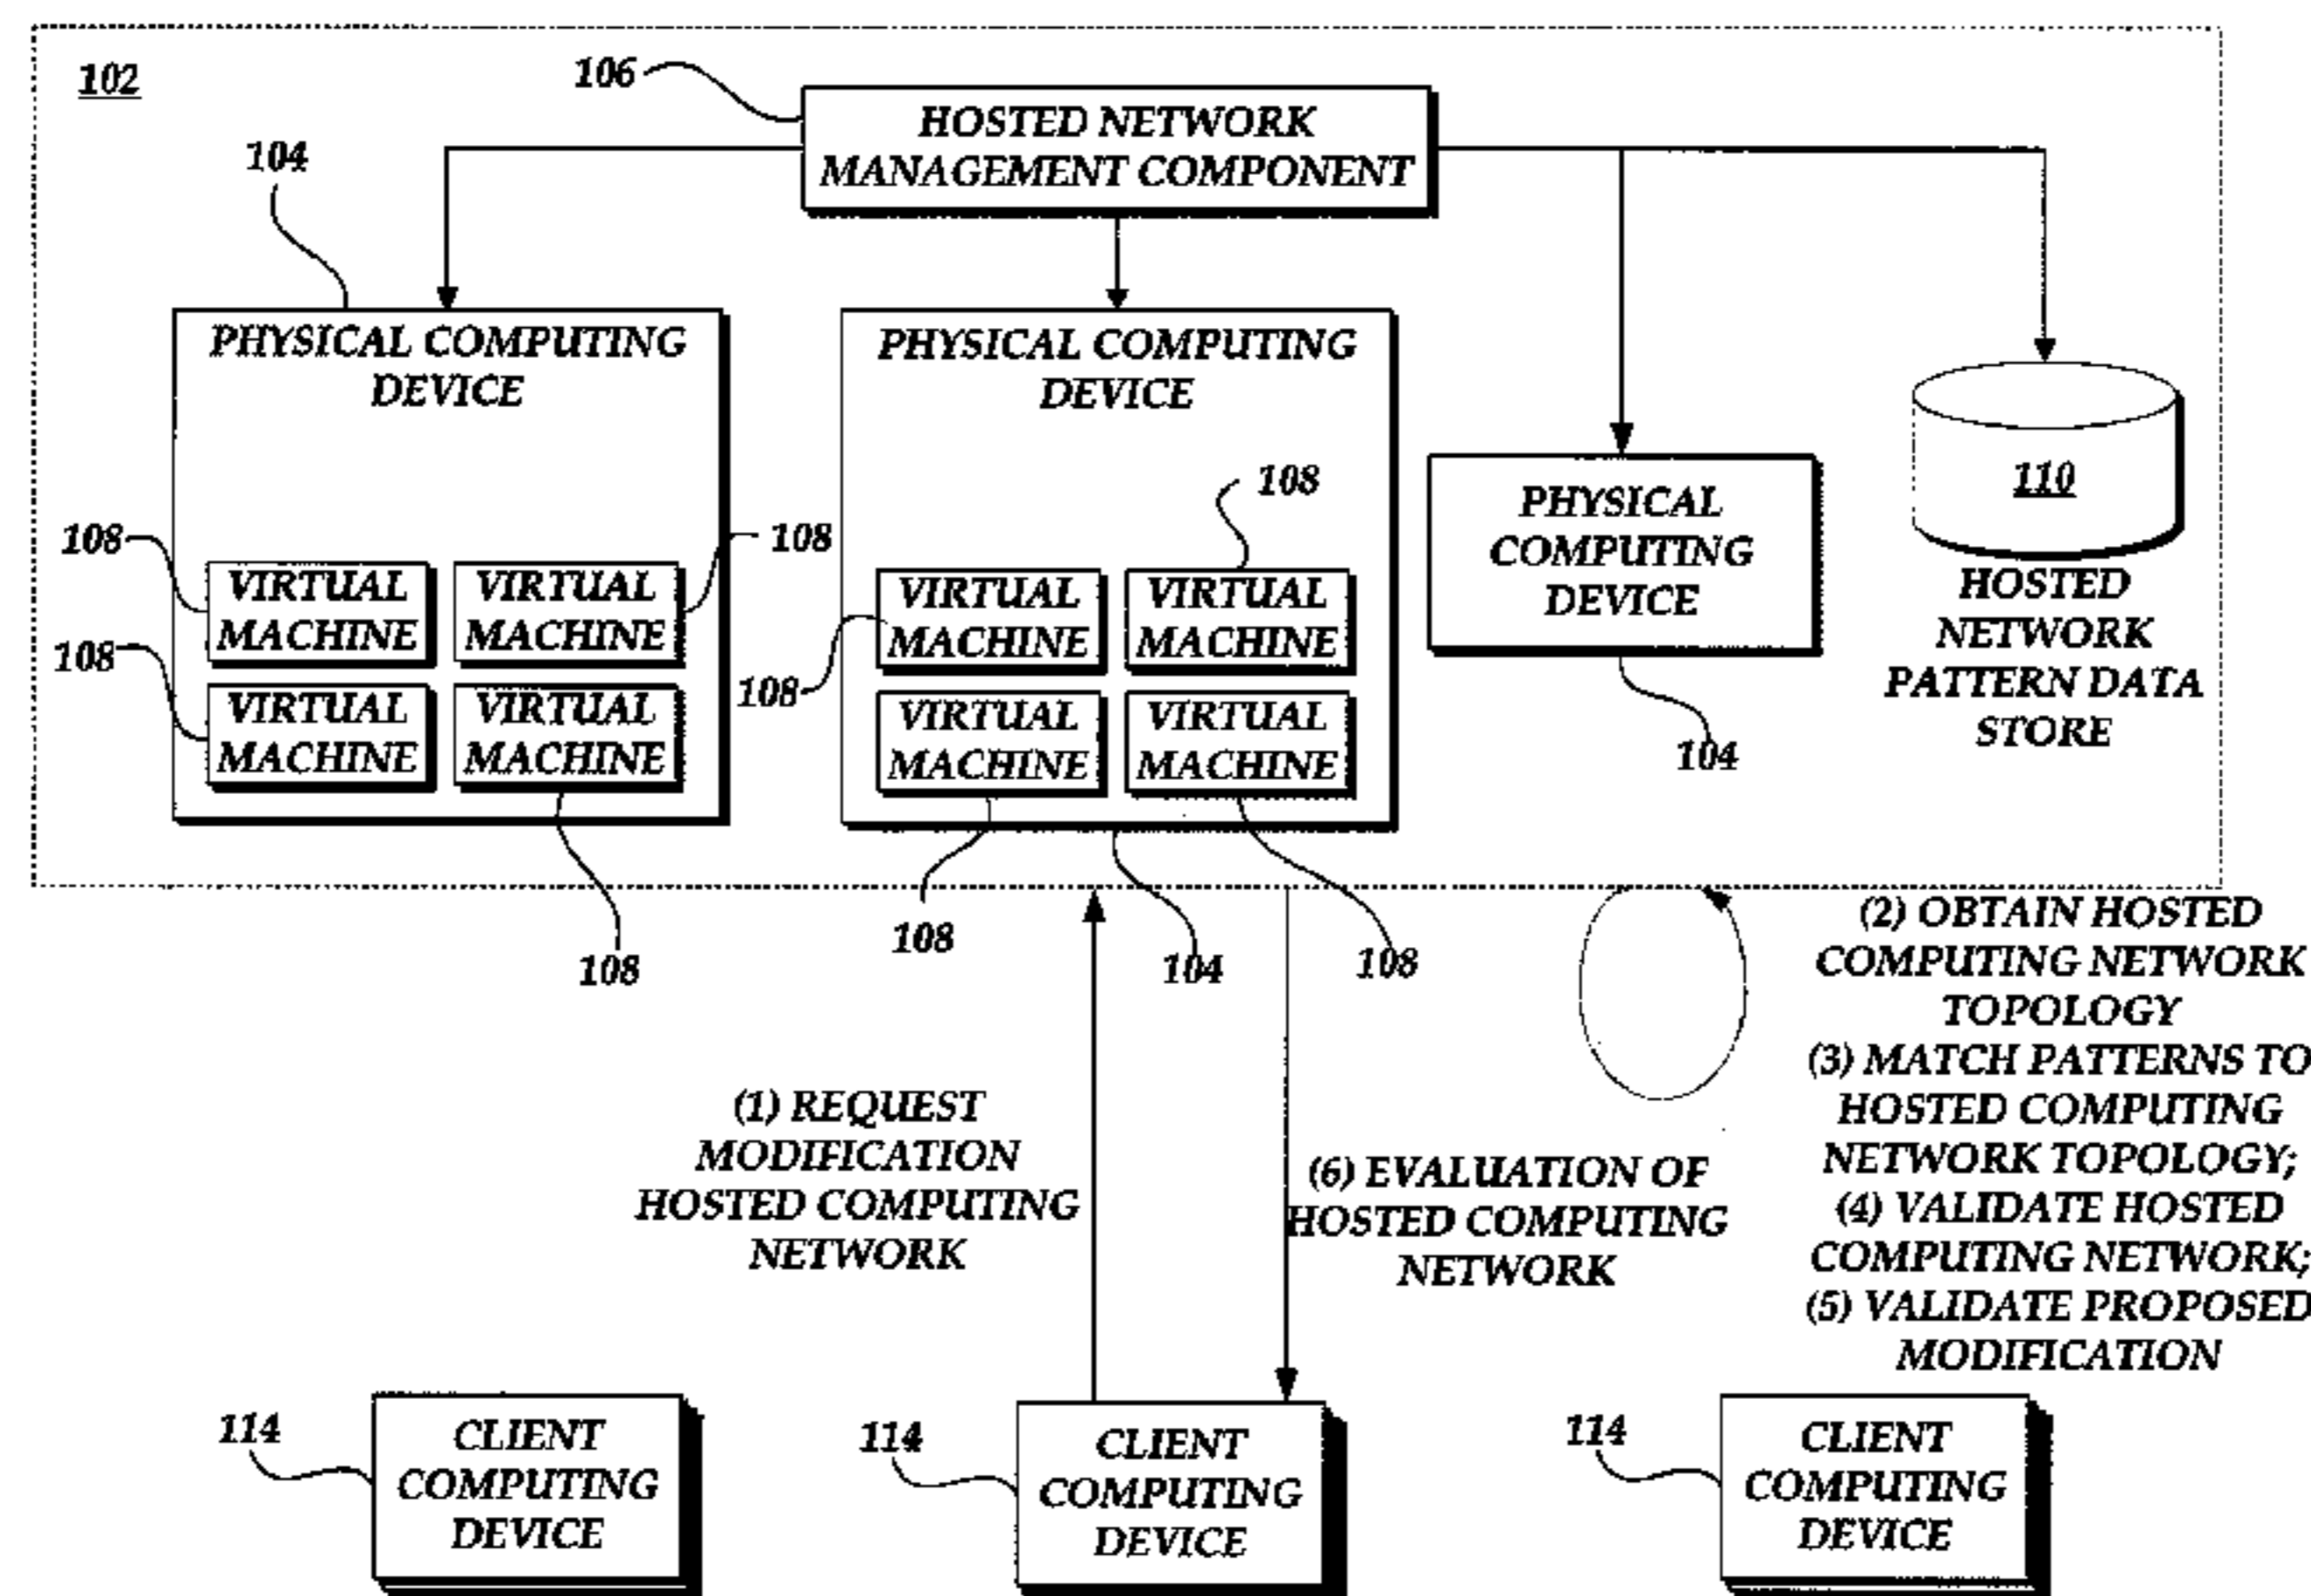 102
106
HOSTED NETWORK
MANAGEMENT COMPONENT
104
PHYSICAL COMPUTING
DEVICE
108
108
VIRTUAL
MACHINE
VIRTUAL
MACHINE
108
VIRTUAL
MACHINE
VIRTUAL
MACHINE
108
PHYSICAL COMPUTING
DEVICE
108
VIRTUAL
MACHINE
VIRTUAL
MACHINE
108
VIRTUAL
MACHINE
VIRTUAL
MACHINE
108
104
108
PHYSICAL
COMPUTING
DEVICE
104
110
HOSTED
NETWORK
PATTERN DATA
STORE
(1) REQUEST
MODIFICATION
HOSTED COMPUTING
NETWORK
(6) EVALUATION OF
HOSTED COMPUTING
NETWORK
(2) OBTAIN HOSTED
COMPUTING NETWORK
TOPOLOGY
(3) MATCH PATTERNS TO
HOSTED COMPUTING
NETWORK TOPOLOGY;
(4) VALIDATE HOSTED
COMPUTING NETWORK;
(5) VALIDATE PROPOSED
MODIFICATION
114
CLIENT
COMPUTING
DEVICE
114
CLIENT
COMPUTING
DEVICE
114
CLIENT
COMPUTING
DEVICE